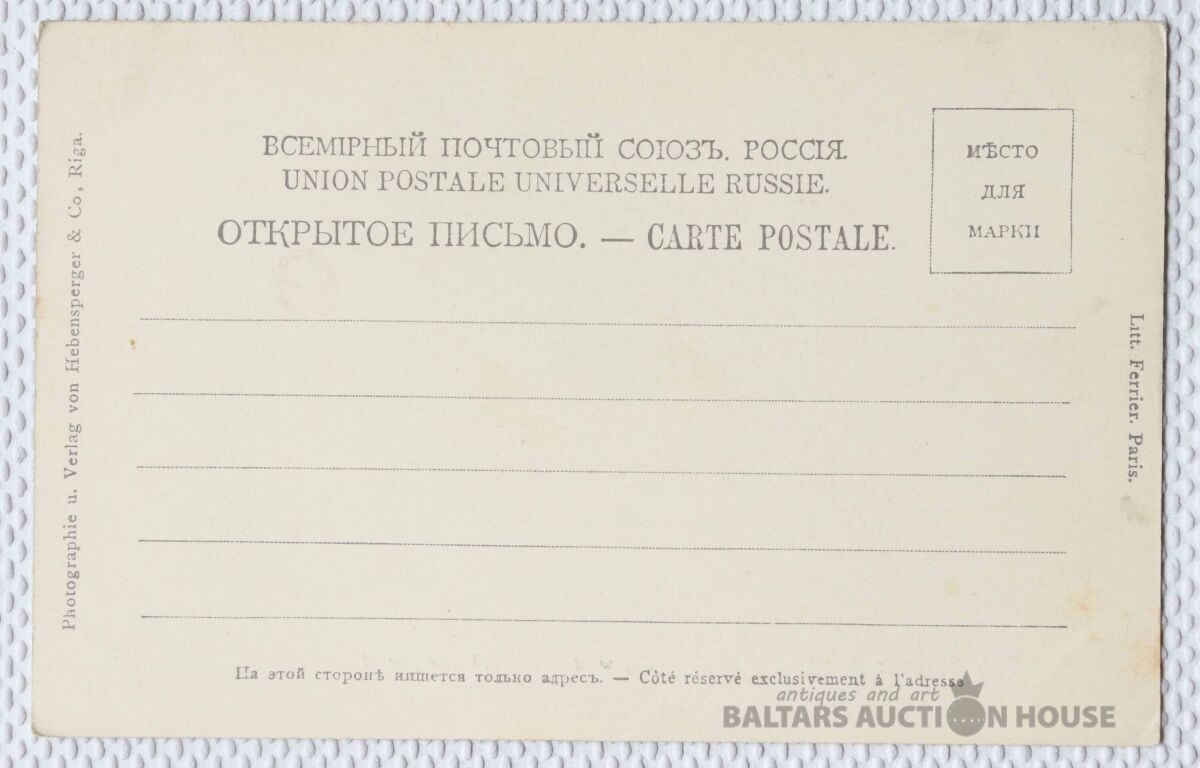 ВСЕМІРНЫЙ ПОЧТОВЫЙ СОЮЗЪ. РОССІЯ.
UNION POSTALE UNIVERSELLE RUSSIE.
ОТКРЫТОЕ ПИСЬМО. — CARTE POSTALE.
МѢСТО
ДЛЯ
МАРКИ
Photographie u. Verlag von Hebensperger & Co., Riga.
Litt. Ferrier. Paris.
На этой сторонѣ пишется только адресъ. — Côté réservé exclusivement à l'adresse
antiques and art
BALTARS AUCTION HOUSE